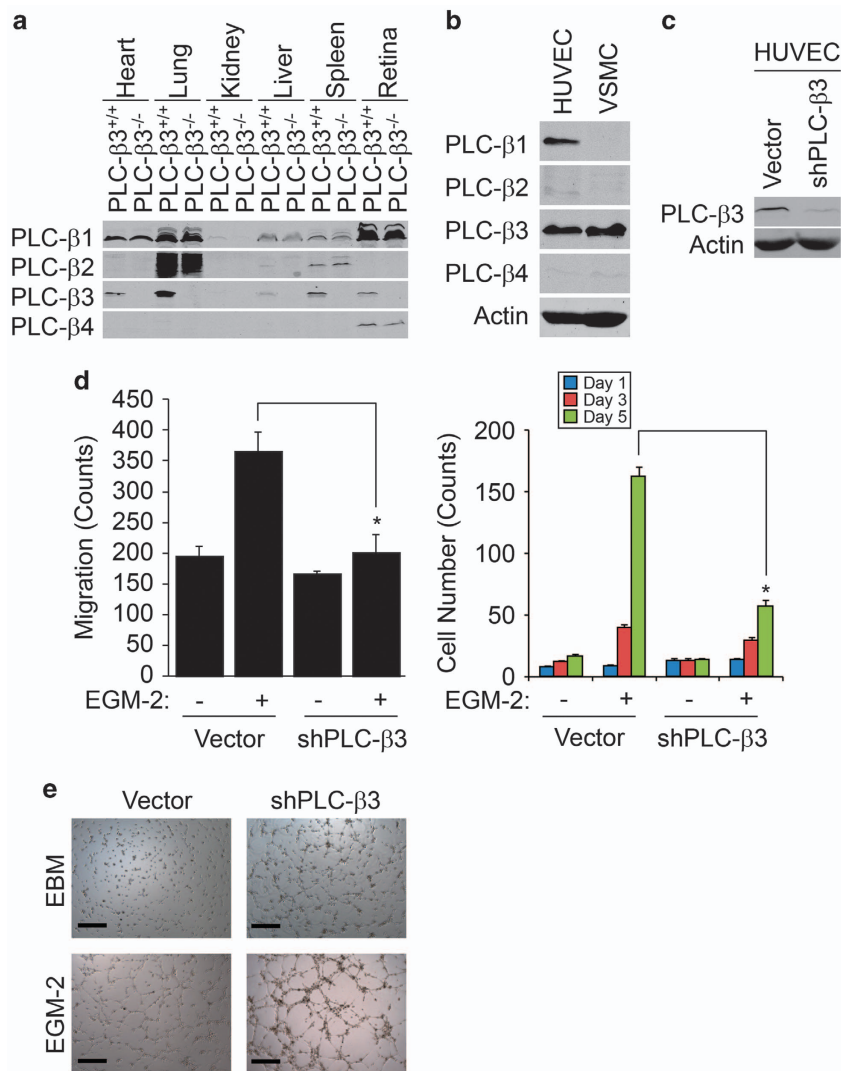 a
Heart
Lung
Kidney
Liver
Spleen
Retina
PLC-β3+/+
PLC-β3-/-
PLC-β3+/+
PLC-β3-/-
PLC-β3+/+
PLC-β3-/-
PLC-β3+/+
PLC-β3-/-
PLC-β3+/+
PLC-β3-/-
PLC-β3+/+
PLC-β3-/-
PLC-β1
PLC-β2
PLC-β3
PLC-β4
b
HUVEC
VSMC
PLC-β1
PLC-β2
PLC-β3
PLC-β4
Actin
c
HUVEC
Vector
shPLC-β3
PLC-β3
Actin
d
Migration (Counts)
450
400
350
300
250
200
150
100
50
0
*
EGM-2: - + - +
Vector shPLC-β3
Day 1
Day 3
Day 5
Cell Number (Counts)
200
150
100
50
0
*
EGM-2: - + - +
Vector shPLC-β3
e
Vector shPLC-β3
EBM
EGM-2